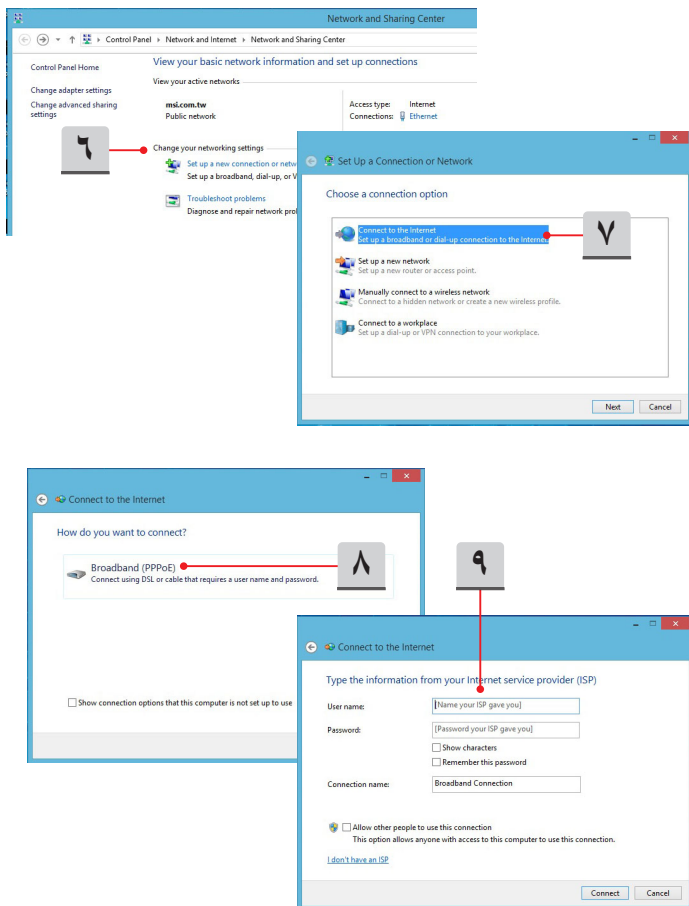 Network and Sharing Center
Control Panel ▸ Network and Internet ▸ Network and Sharing Center
Control Panel Home
Change adapter settings
Change advanced sharing
settings
View your basic network information and set up connections
View your active networks
msi.com.tw
Public network
Access type: Internet
Connections: Ethernet
٦
Change your networking settings
Set up a new connection or netw
Set up a broadband, dial-up, or V
Troubleshoot problems
Diagnose and repair network prol
Set Up a Connection or Network
Choose a connection option
Connect to the Internet
Set up a broadband or dial-up connection to the Internet.
٧
Set up a new network
Set up a new router or access point.
Manually connect to a wireless network
Connect to a hidden network or create a new wireless profile.
Connect to a workplace
Set up a dial-up or VPN connection to your workplace.
Next Cancel
Connect to the Internet
How do you want to connect?
Broadband (PPPoE)
Connect using DSL or cable that requires a user name and password.
٨
Show connection options that this computer is not set up to use
٩
Connect to the Internet
Type the information from your Internet service provider (ISP)
User name: [Name your ISP gave you]
Password: [Password your ISP gave you]
Show characters
Remember this password
Connection name: Broadband Connection
Allow other people to use this connection
This option allows anyone with access to this computer to use this connection.
I don't have an ISP
Connect Cancel